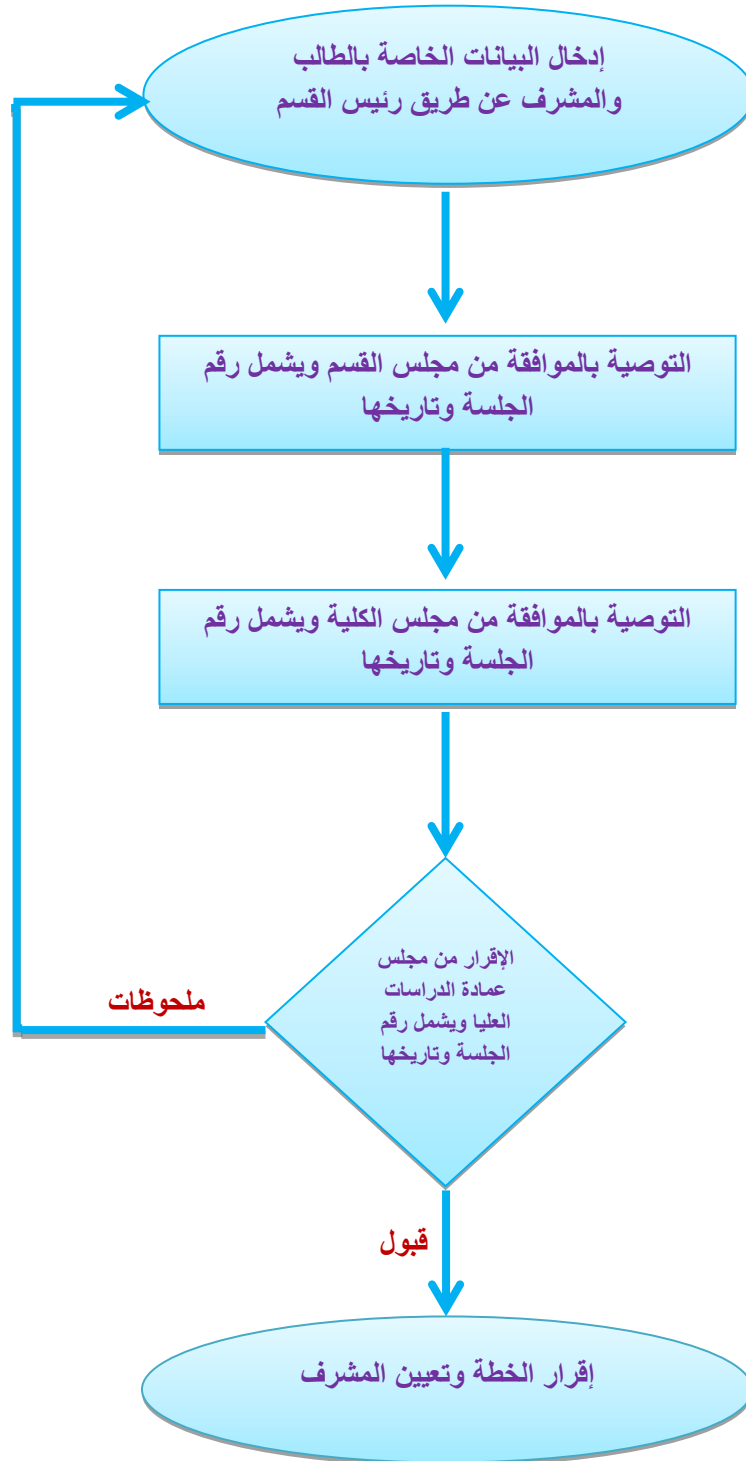 إدخال البيانات الخاصة بالطالب
والمشرف عن طريق رئيس القسم
التوصية بالموافقة من مجلس القسم ويشمل رقم
الجلسة وتاريخها
التوصية بالموافقة من مجلس الكلية ويشمل رقم
الجلسة وتاريخها
الإقرار من مجلس
عمادة الدراسات
العليا ويشمل رقم
الجلسة وتاريخها
ملحوظات
قبول
إقرار الخطة وتعيين المشرف